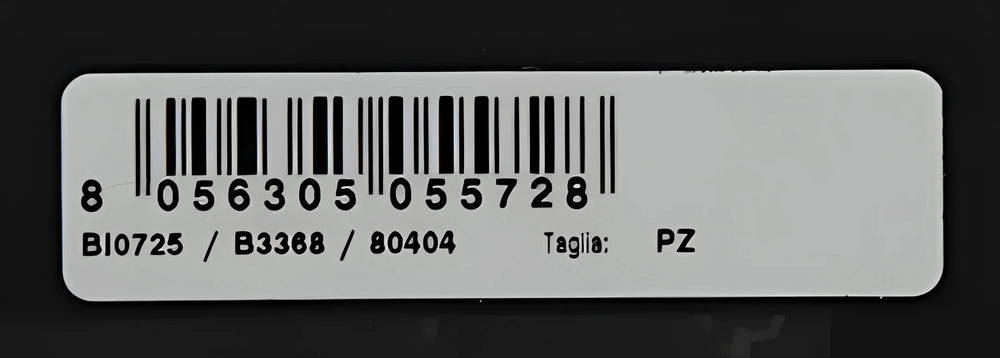 8 056305 055728
BI0725 / B3368 / 80404 Taglia: PZ